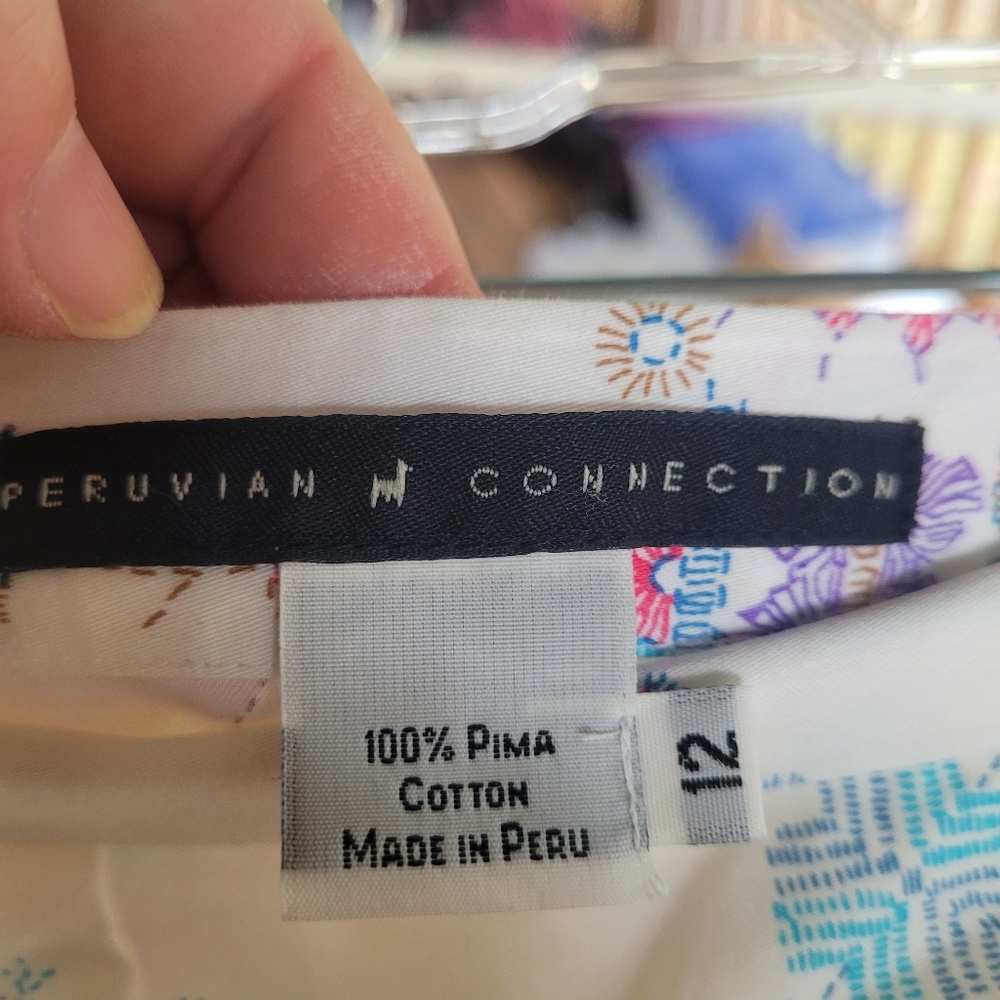 PERUVIAN CONNECTION
100% PIMA
COTTON
MADE IN PERU
12